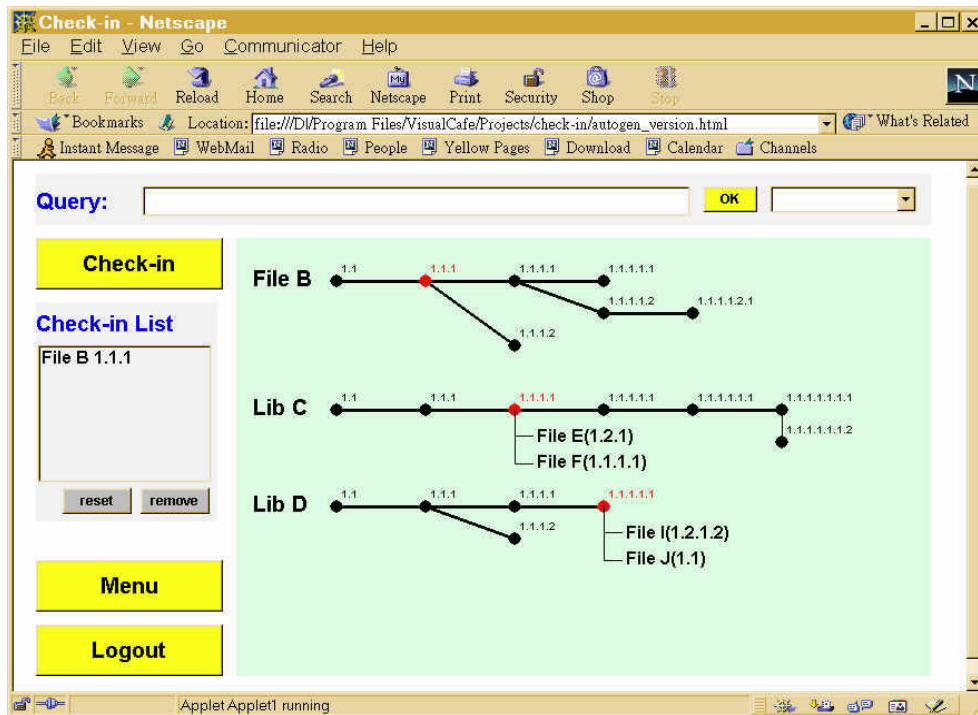 Check-in - Netscape
File Edit View Go Communicator Help
Back Forward Reload Home Search Netscape Print Security Shop Stop
My
N
Bookmarks Location: file:///D|/Program Files/VisualCafe/Projects/check-in/autogen_version.html What's Related
Instant Message WebMail Radio People Yellow Pages Download Calendar Channels
Query: OK
Check-in
Check-in List
File B 1.1.1
reset remove
Menu
Logout
File B 1.1 1.1.1 1.1.1.1 1.1.1.1.1
1.1.1.1.2 1.1.1.1.2.1
1.1.1.2
Lib C 1.1 1.1.1 1.1.1.1 1.1.1.1.1 1.1.1.1.1.1 1.1.1.1.1.1.1
1.1.1.1.1.1.2
File E(1.2.1)
File F(1.1.1.1)
Lib D 1.1 1.1.1 1.1.1.1 1.1.1.1.1
1.1.1.2
File I(1.2.1.2)
File J(1.1)
Applet Applet1 running